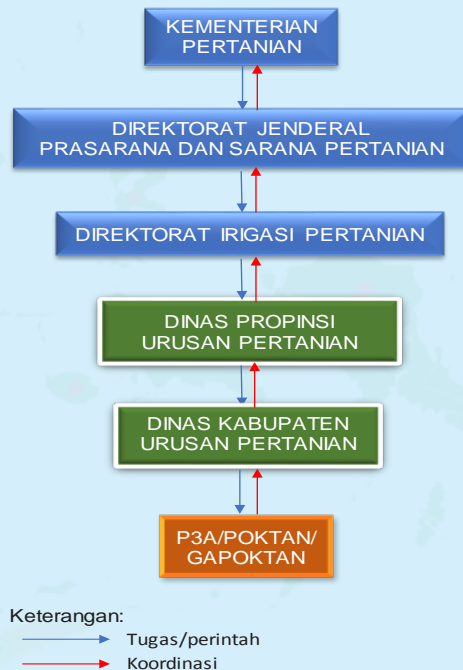 KEMENTERIAN
PERTANIAN
DIREKTORAT JENDERAL
PRASARANA DAN SARANA PERTANIAN
DIREKTORAT IRIGASI PERTANIAN
DINAS PROPINSI
URUSAN PERTANIAN
DINAS KABUPATEN
URUSAN PERTANIAN
P3A/POKTAN/
GAPOKTAN
Keterangan:
Tugas/perintah
Koordinasi